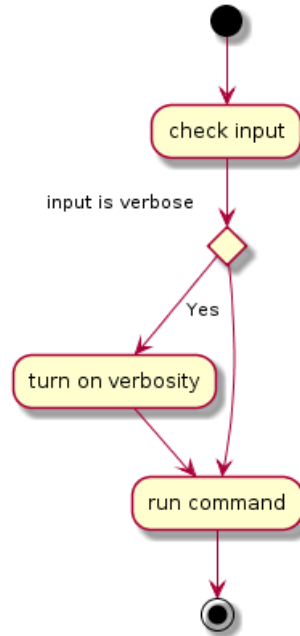 check input
input is verbose
Yes
turn on verbosity
run command